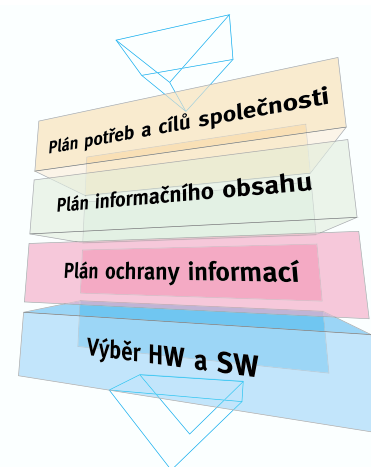 Plán potřeb a cílů společnosti
Plán informačního obsahu
Plán ochrany informací
Výběr HW a SW